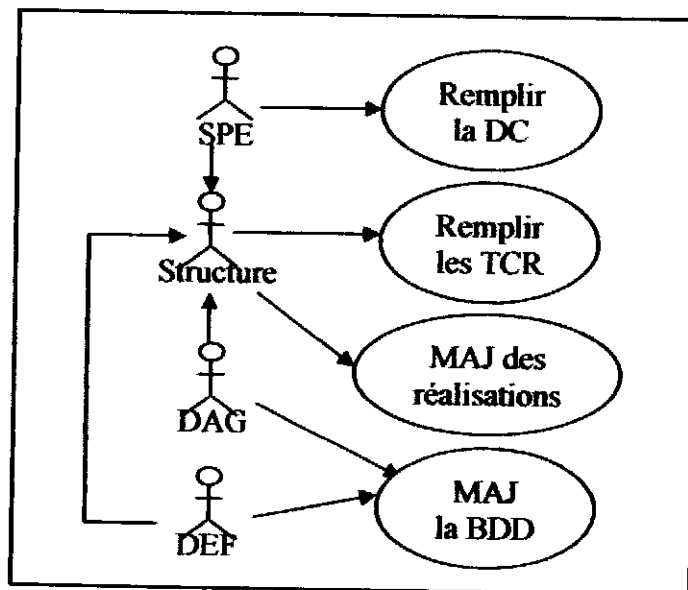 SPE
Remplir
la DC
Structure
Remplir
les TCR
MAJ des
réalisations
DAG
DEF
MAJ
la BDD